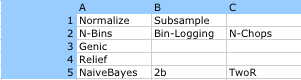 A B C
1 Normalize Subsample
2 N-Bins Bin-Logging N-Chops
3 Genic
4 Relief
5 NaiveBayes 2b TwoR